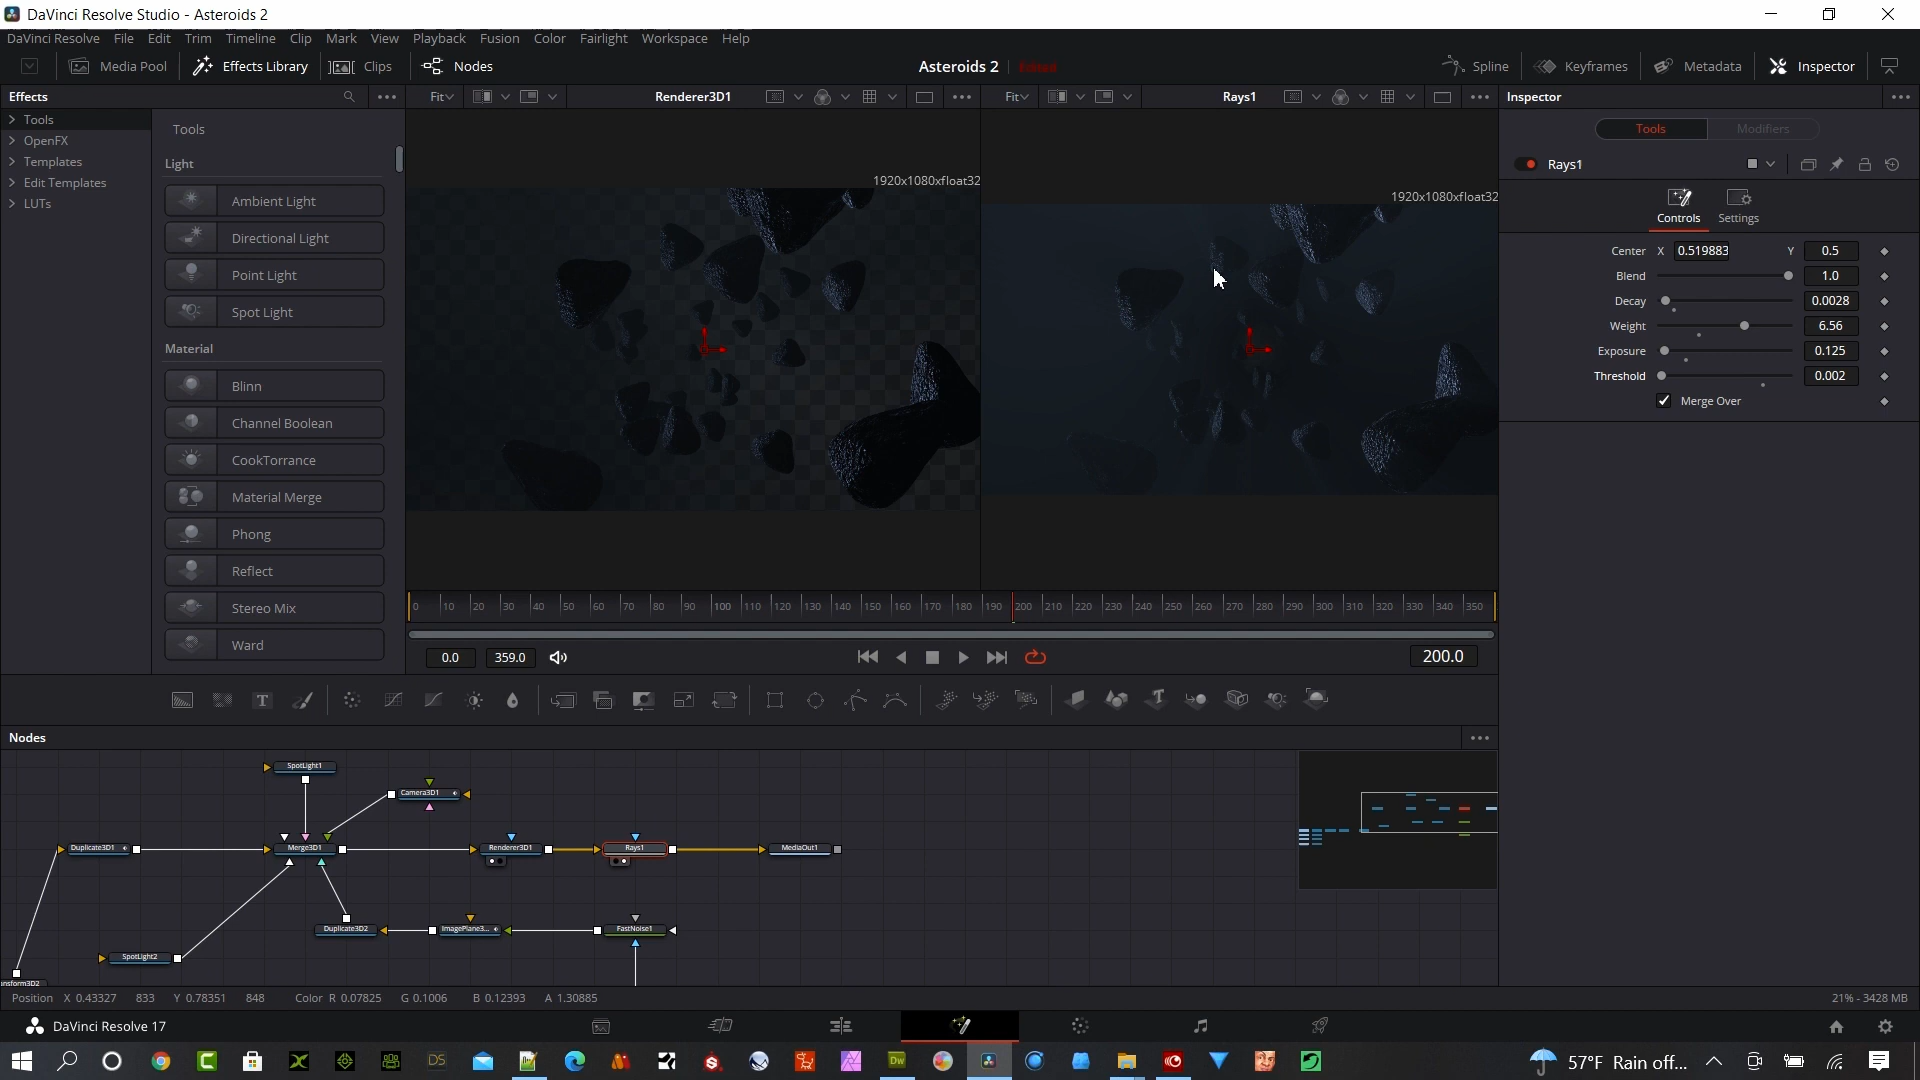 DaVinci Resolve Studio - Asteroids 2
DaVinci Resolve File Edit Trim Timeline Clip Mark View Playback Fusion Color Fairlight Workspace Help
Media Pool Effects Library Clips Nodes Asteroids 2 Edited Spline Keyframes Metadata Inspector
Effects Fit Renderer3D1 Fit Rays1 Inspector
Tools
OpenFX
Templates
Edit Templates
LUTs
Tools
Light
Ambient Light
Directional Light
Point Light
Spot Light
Material
Blinn
Channel Boolean
CookTorrance
Material Merge
Phong
Reflect
Stereo Mix
Ward
1920x1080xfloat32
1920x1080xfloat32
Tools Modifiers
Rays1
Controls Settings
Center X 0.519883 Y 0.5
Blend 1.0
Decay 0.0028
Weight 6.56
Exposure 0.125
Threshold 0.002
Merge Over
0 10 20 30 40 50 60 70 80 90 100 110 120 130 140 150 160 170 180 190 200 210 220 230 240 250 260 270 280 290 300 310 320 330 340 350
0.0 359.0 200.0
Nodes
SpotLight1
Camera3D1
Duplicate3D1 Merge3D1 Renderer3D1 Rays1 MediaOut1
Duplicate3D2 ImagePlane3... FastNoise1
SpotLight2
ansform3D2
Position X 0.43327 833 Y 0.78351 848 Color R 0.07825 G 0.1006 B 0.12393 A 1.30885 21% - 3428 MB
DaVinci Resolve 17
57°F Rain off...